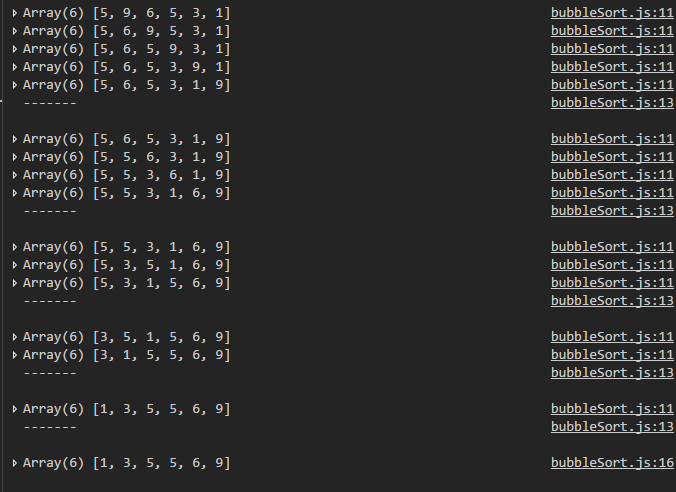 Array(6) [5, 9, 6, 5, 3, 1] bubbleSort.js:11
Array(6) [5, 6, 9, 5, 3, 1] bubbleSort.js:11
Array(6) [5, 6, 5, 9, 3, 1] bubbleSort.js:11
Array(6) [5, 6, 5, 3, 9, 1] bubbleSort.js:11
Array(6) [5, 6, 5, 3, 1, 9] bubbleSort.js:11
------- bubbleSort.js:13
Array(6) [5, 6, 5, 3, 1, 9] bubbleSort.js:11
Array(6) [5, 5, 6, 3, 1, 9] bubbleSort.js:11
Array(6) [5, 5, 3, 6, 1, 9] bubbleSort.js:11
Array(6) [5, 5, 3, 1, 6, 9] bubbleSort.js:11
------- bubbleSort.js:13
Array(6) [5, 5, 3, 1, 6, 9] bubbleSort.js:11
Array(6) [5, 3, 5, 1, 6, 9] bubbleSort.js:11
Array(6) [5, 3, 1, 5, 6, 9] bubbleSort.js:11
------- bubbleSort.js:13
Array(6) [3, 5, 1, 5, 6, 9] bubbleSort.js:11
Array(6) [3, 1, 5, 5, 6, 9] bubbleSort.js:11
------- bubbleSort.js:13
Array(6) [1, 3, 5, 5, 6, 9] bubbleSort.js:11
------- bubbleSort.js:13
Array(6) [1, 3, 5, 5, 6, 9] bubbleSort.js:16